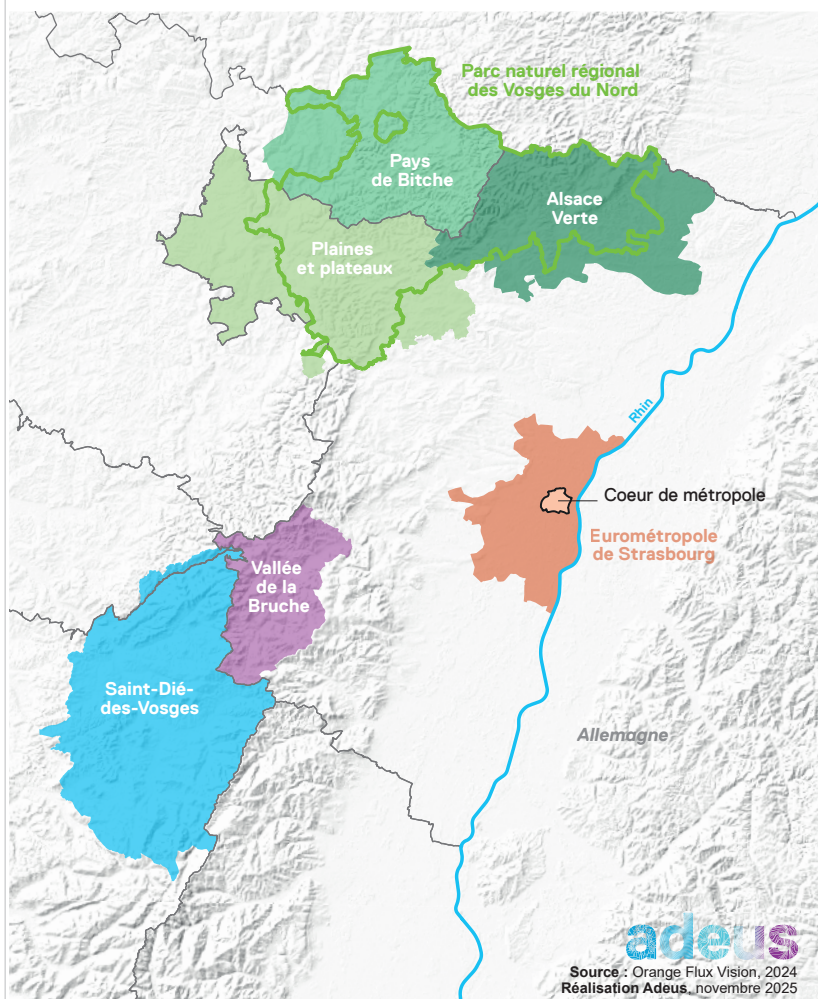 Parc naturel régional
des Vosges du Nord
Pays
de Bitche
Alsace
Verte
Plaines
et plateaux
Rhin
Coeur de métropole
Eurométropole
de Strasbourg
Vallée
de la
Bruche
Saint-Dié-
des-Vosges
Allemagne
adeus
Source : Orange Flux Vision, 2024
Réalisation Adeus, novembre 2025